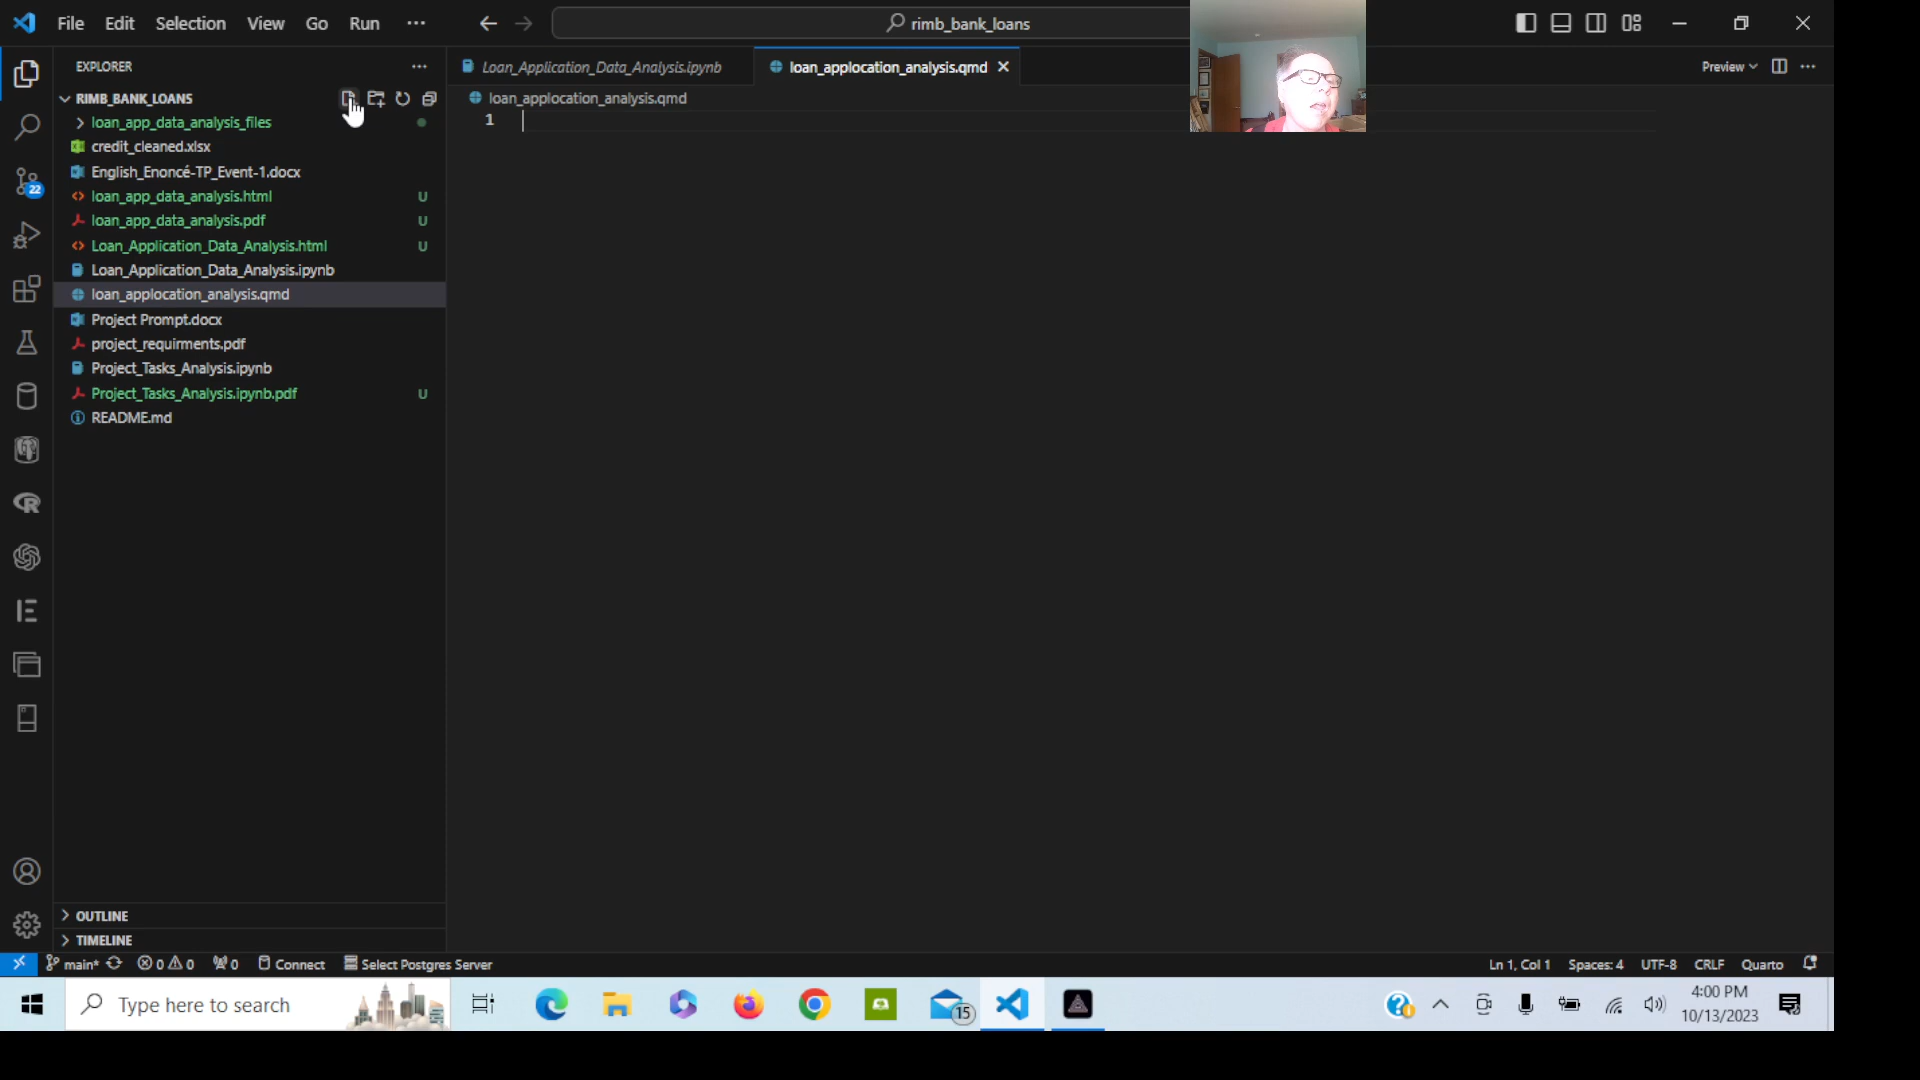 File Edit Selection View Go Run ···
rimb_bank_loans
EXPLORER
Loan_Application_Data_Analysis.ipynb
loan_applocation_analysis.qmd
Preview
RIMB_BANK_LOANS
loan_applocation_analysis.qmd
loan_app_data_analysis_files
1
credit_cleaned.xlsx
English_Enoncé-TP_Event-1.docx
loan_app_data_analysis.html U
loan_app_data_analysis.pdf U
Loan_Application_Data_Analysis.html U
Loan_Application_Data_Analysis.ipynb
loan_applocation_analysis.qmd
Project Prompt.docx
project_requirments.pdf
Project_Tasks_Analysis.ipynb
Project_Tasks_Analysis.ipynb.pdf U
README.md
22
OUTLINE
TIMELINE
main* 0 0 0 Connect Select Postgres Server
Ln 1, Col 1 Spaces: 4 UTF-8 CRLF Quarto
Type here to search
15
4:00 PM
10/13/2023